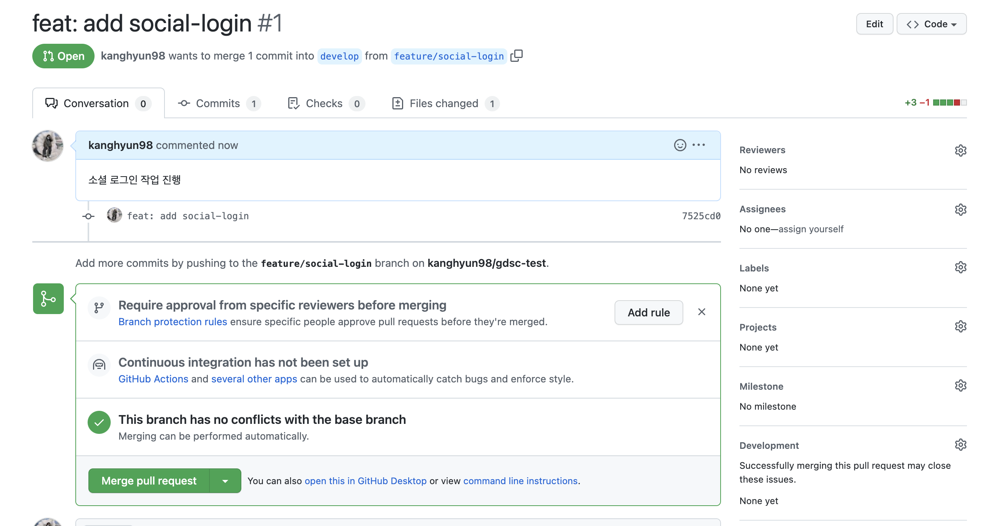 feat: add social-login #1
Edit
Code
Open
kanghyun98 wants to merge 1 commit into develop from feature/social-login
Conversation 0
Commits 1
Checks 0
Files changed 1
+3 −1
kanghyun98 commented now
소셜 로그인 작업 진행
feat: add social-login
7525cd0
Add more commits by pushing to the feature/social-login branch on kanghyun98/gdsc-test.
Require approval from specific reviewers before merging
Branch protection rules ensure specific people approve pull requests before they're merged.
Add rule
Continuous integration has not been set up
GitHub Actions and several other apps can be used to automatically catch bugs and enforce style.
This branch has no conflicts with the base branch
Merging can be performed automatically.
Merge pull request
You can also open this in GitHub Desktop or view command line instructions.
Reviewers
No reviews
Assignees
No one—assign yourself
Labels
None yet
Projects
None yet
Milestone
No milestone
Development
Successfully merging this pull request may close
these issues.
None yet